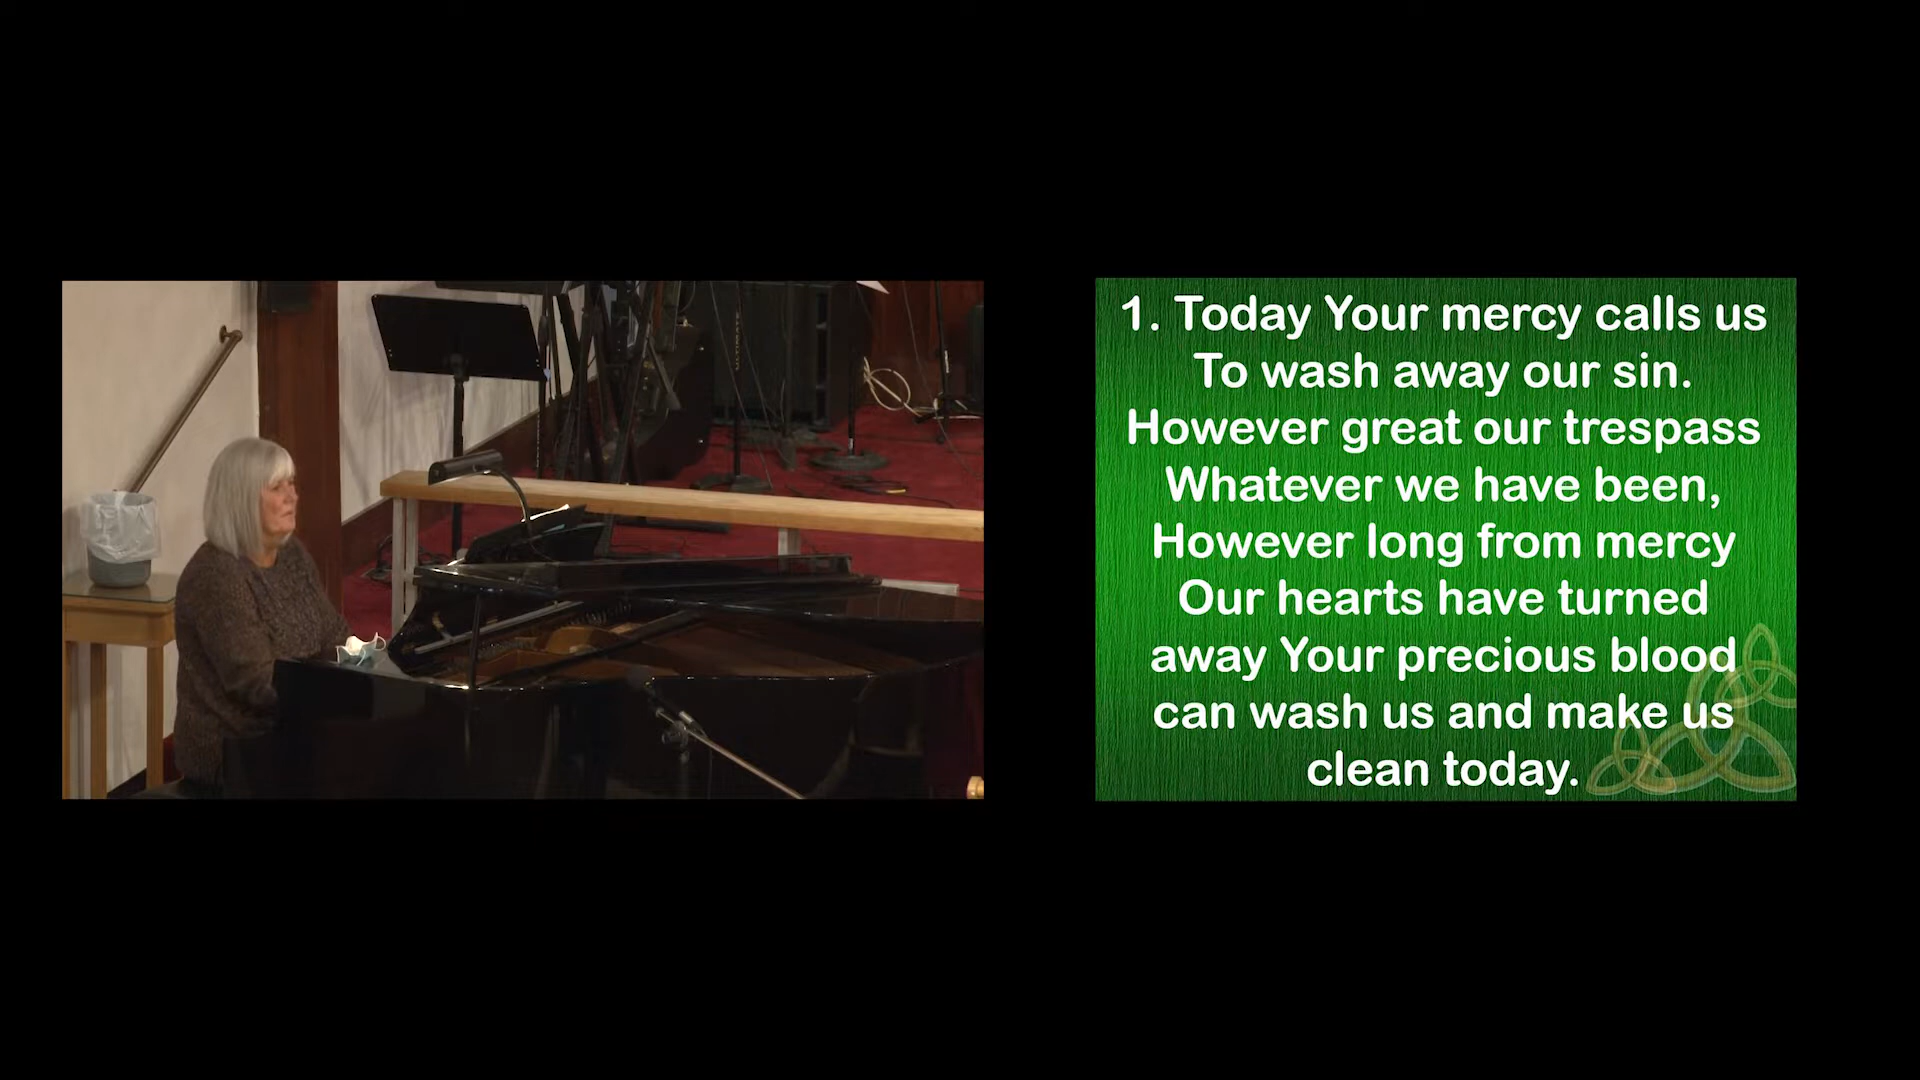 1. Today Your mercy calls us
To wash away our sin.
However great our trespass
Whatever we have been,
However long from mercy
Our hearts have turned
away Your precious blood
can wash us and make us
clean today.